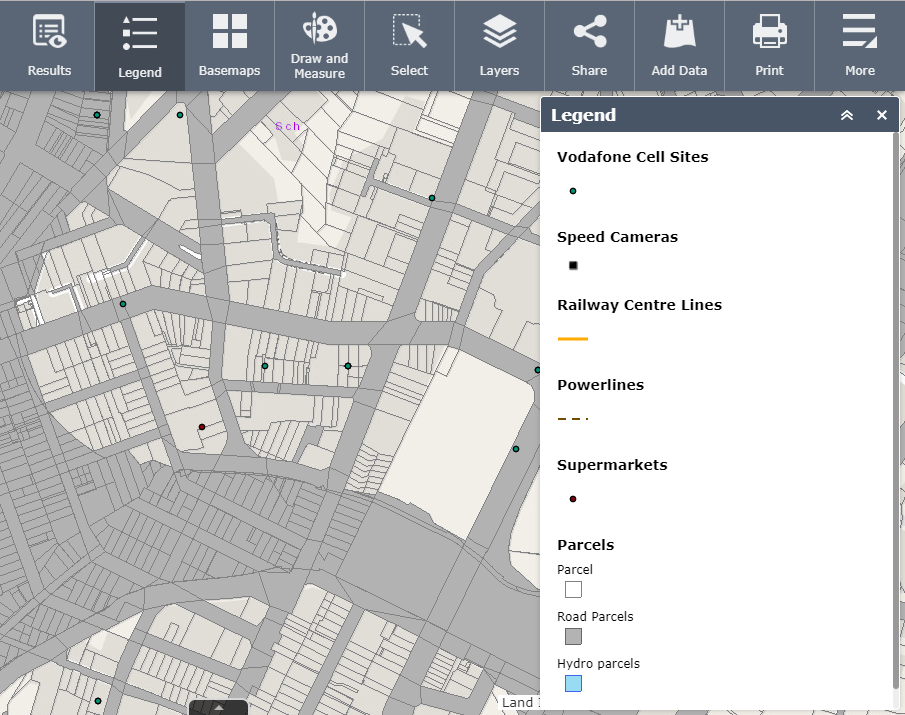 Results
Legend
Basemaps
Draw and
Measure
Select
Layers
Share
Add Data
Print
More
Sch
Legend
Vodafone Cell Sites
Speed Cameras
Railway Centre Lines
Powerlines
Supermarkets
Parcels
Parcel
Road Parcels
Hydro parcels
Land